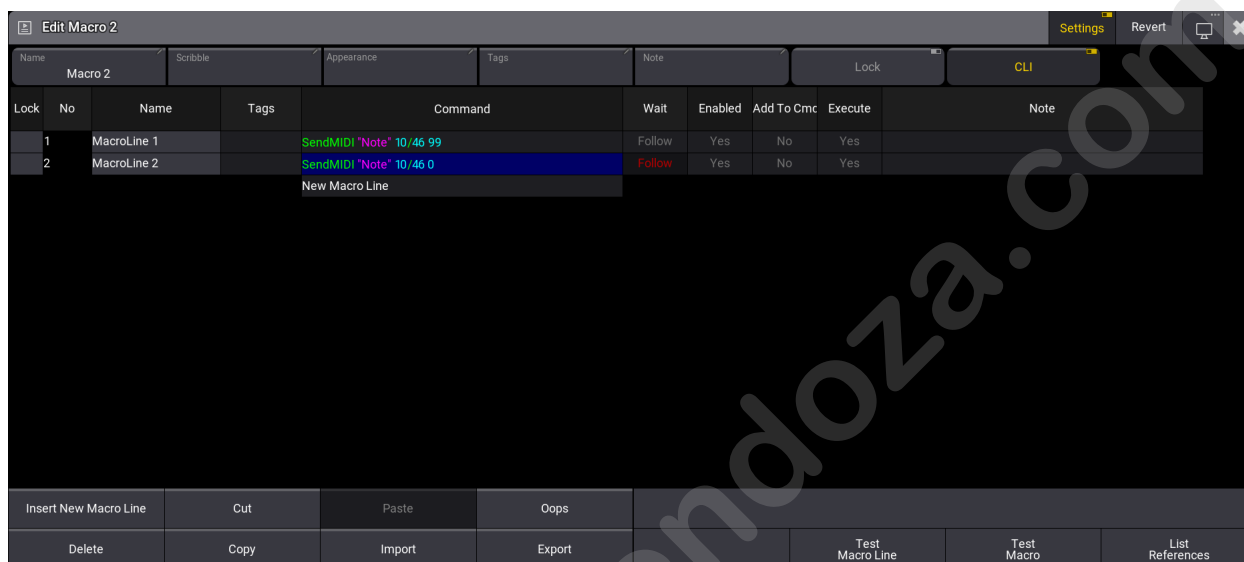 Edit Macro 2
Settings
Revert
Name
Macro 2
Scribble
Appearance
Tags
Note
Lock
CLI
Lock No Name Tags Command Wait Enabled Add To Cmd Execute Note
1 MacroLine 1 SendMIDI "Note" 10/46 99 Follow Yes No Yes
2 MacroLine 2 SendMIDI "Note" 10/46 0 Follow Yes No Yes
New Macro Line
Insert New Macro Line Cut Paste Oops
Delete Copy Import Export Test Macro Line Test Macro List References
ndoza.com